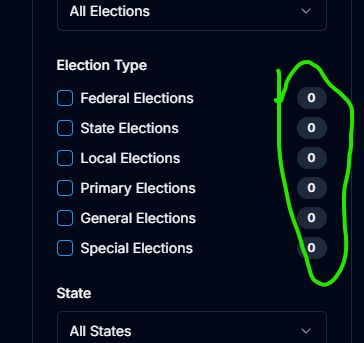 All Elections
Election Type
Federal Elections 0
State Elections 0
Local Elections 0
Primary Elections 0
General Elections 0
Special Elections 0
State
All States